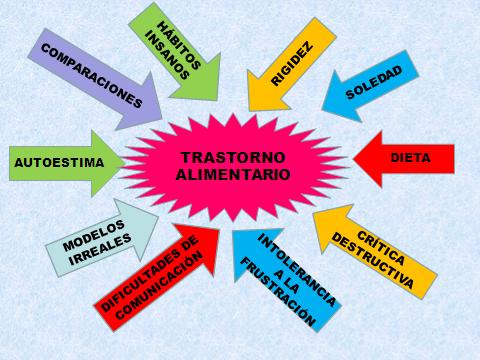 HÁBITOS
INSANOS
RIGIDEZ
COMPARACIONES
SOLEDAD
AUTOESTIMA
TRASTORNO
ALIMENTARIO
DIETA
MODELOS
IRREALES
DIFICULTADES DE
COMUNICACIÓN
INTOLERANCIA
A LA
FRUSTRACIÓN
CRÍTICA
DESTRUCTIVA